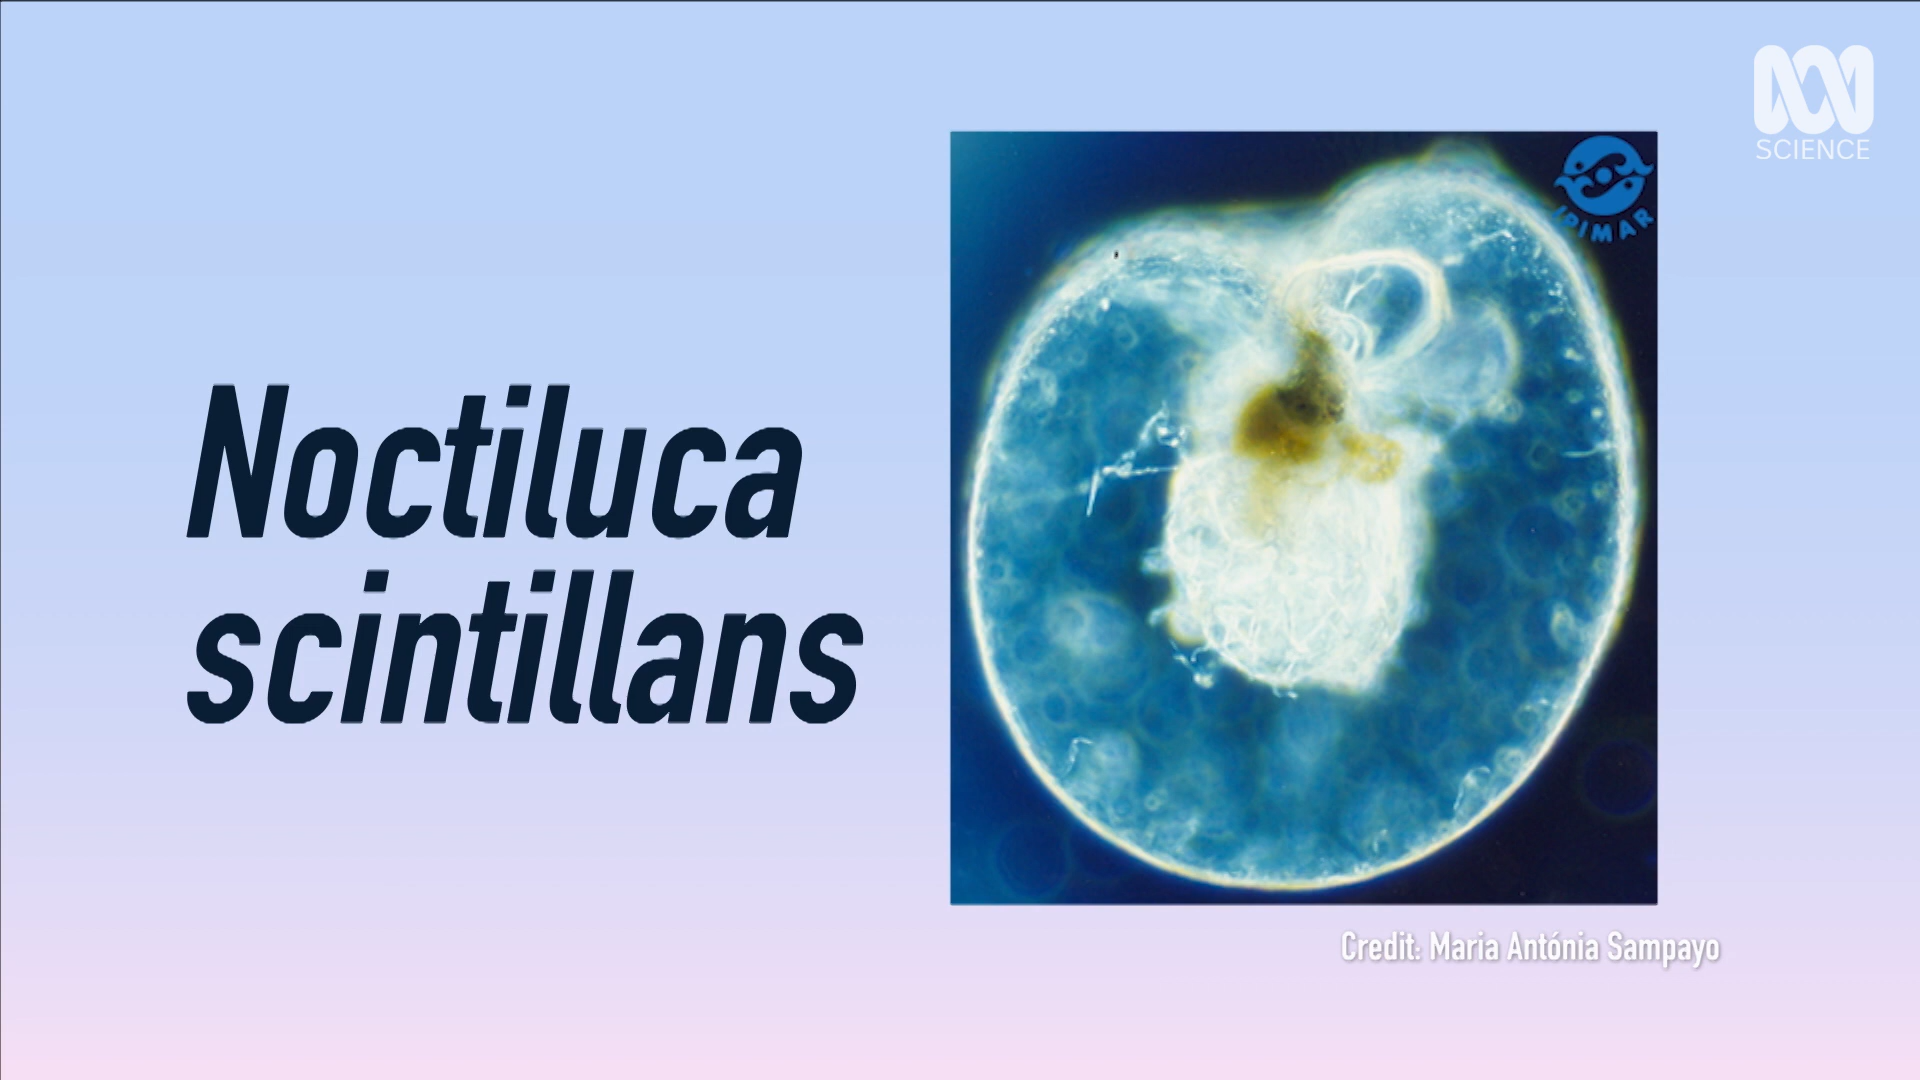 SCIENCE
IPIMAR
Noctiluca
scintillans
Credit: Maria Antónia Sampayo